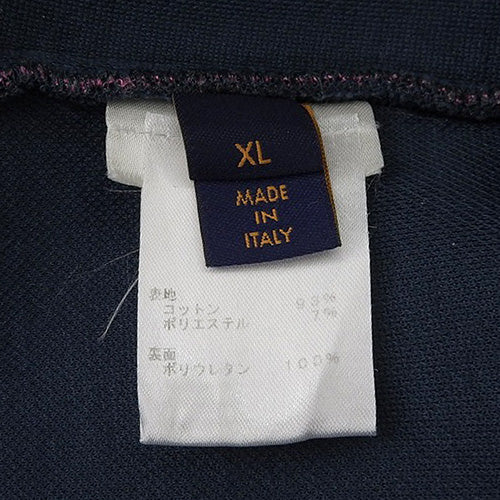 XL
MADE
IN
ITALY
表地
コットン 93%
ポリエステル 7%
裏面
ポリウレタン 100%